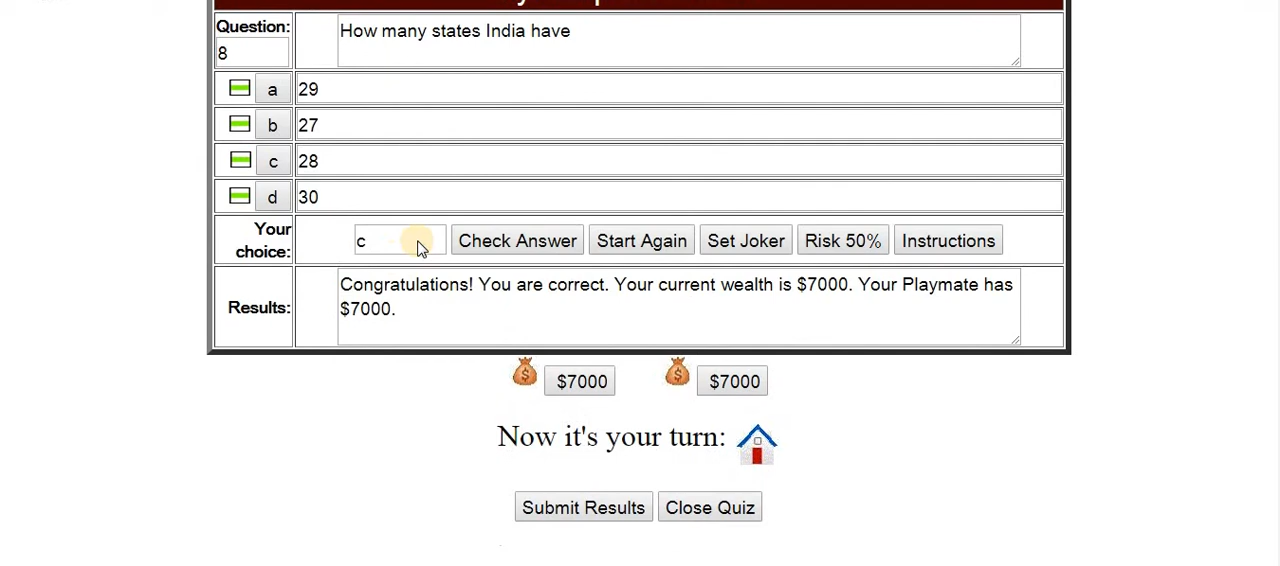 Question:
8
How many states India have
a 29
b 27
c 28
d 30
Your
choice:
c Check Answer Start Again Set Joker Risk 50% Instructions
Results:
Congratulations! You are correct. Your current wealth is $7000. Your Playmate has
$7000.
$7000 $7000
Now it's your turn:
Submit Results Close Quiz